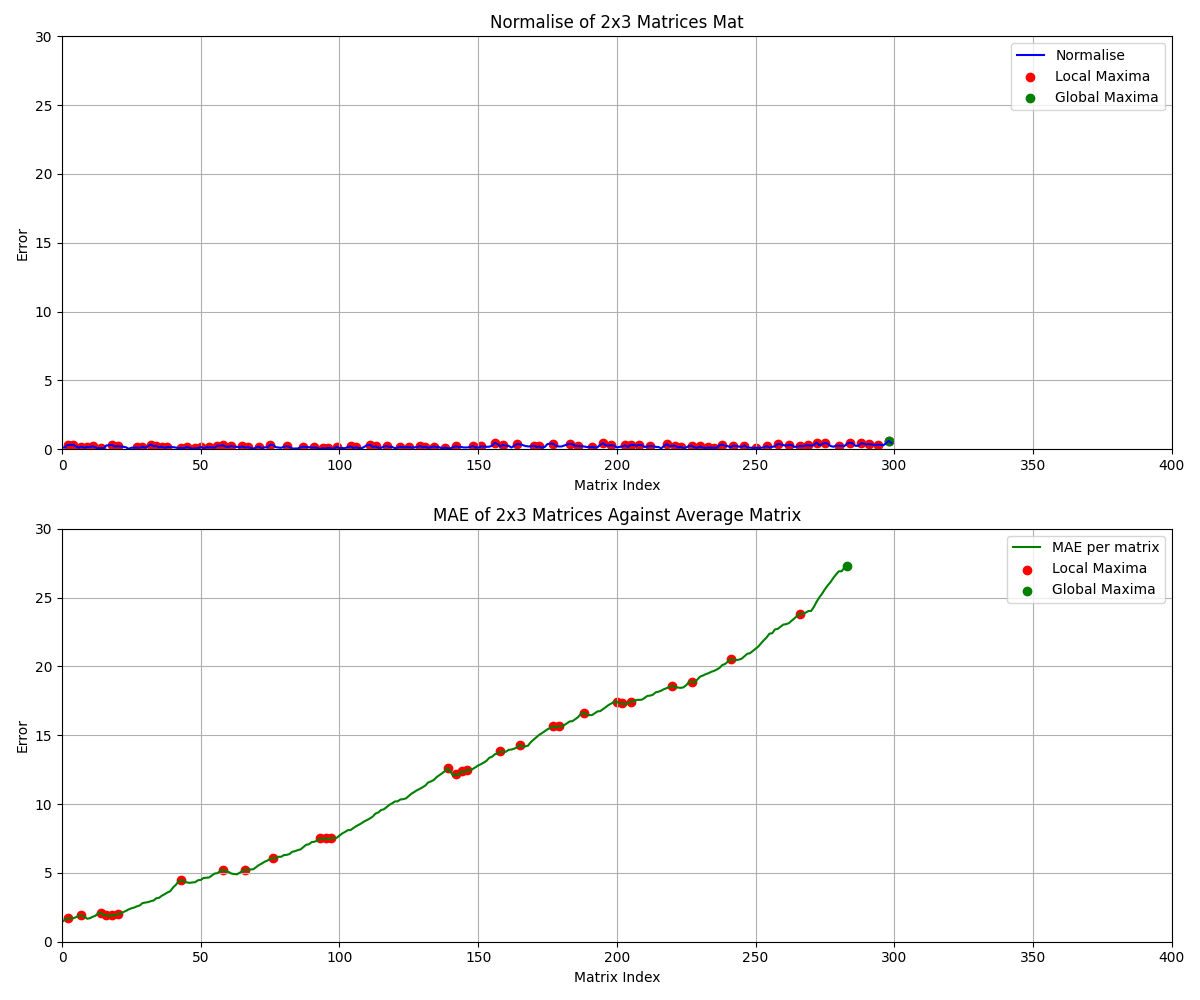 Normalise of 2x3 Matrices Mat
30
25
20
15
10
5
0
Error
0 50 100 150 200 250 300 350 400
Matrix Index
Normalise
Local Maxima
Global Maxima
MAE of 2x3 Matrices Against Average Matrix
30
25
20
15
10
5
0
Error
0 50 100 150 200 250 300 350 400
Matrix Index
MAE per matrix
Local Maxima
Global Maxima